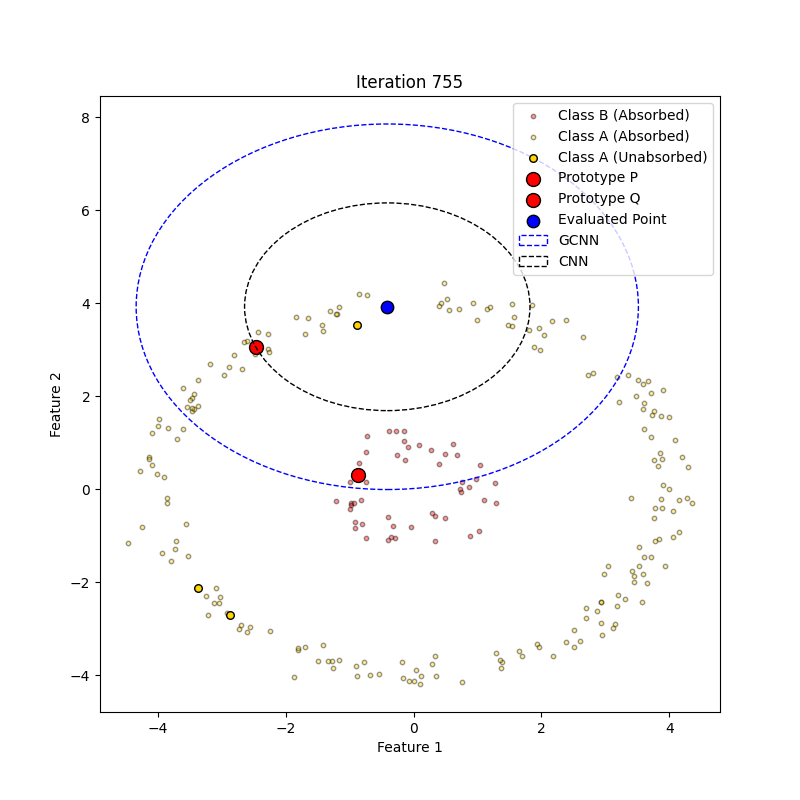 Iteration 755
Class B (Absorbed)
Class A (Absorbed)
Class A (Unabsorbed)
Prototype P
Prototype Q
Evaluated Point
GCNN
CNN
8
6
4
2
0
−2
−4
Feature 2
−4
−2
0
2
4
Feature 1